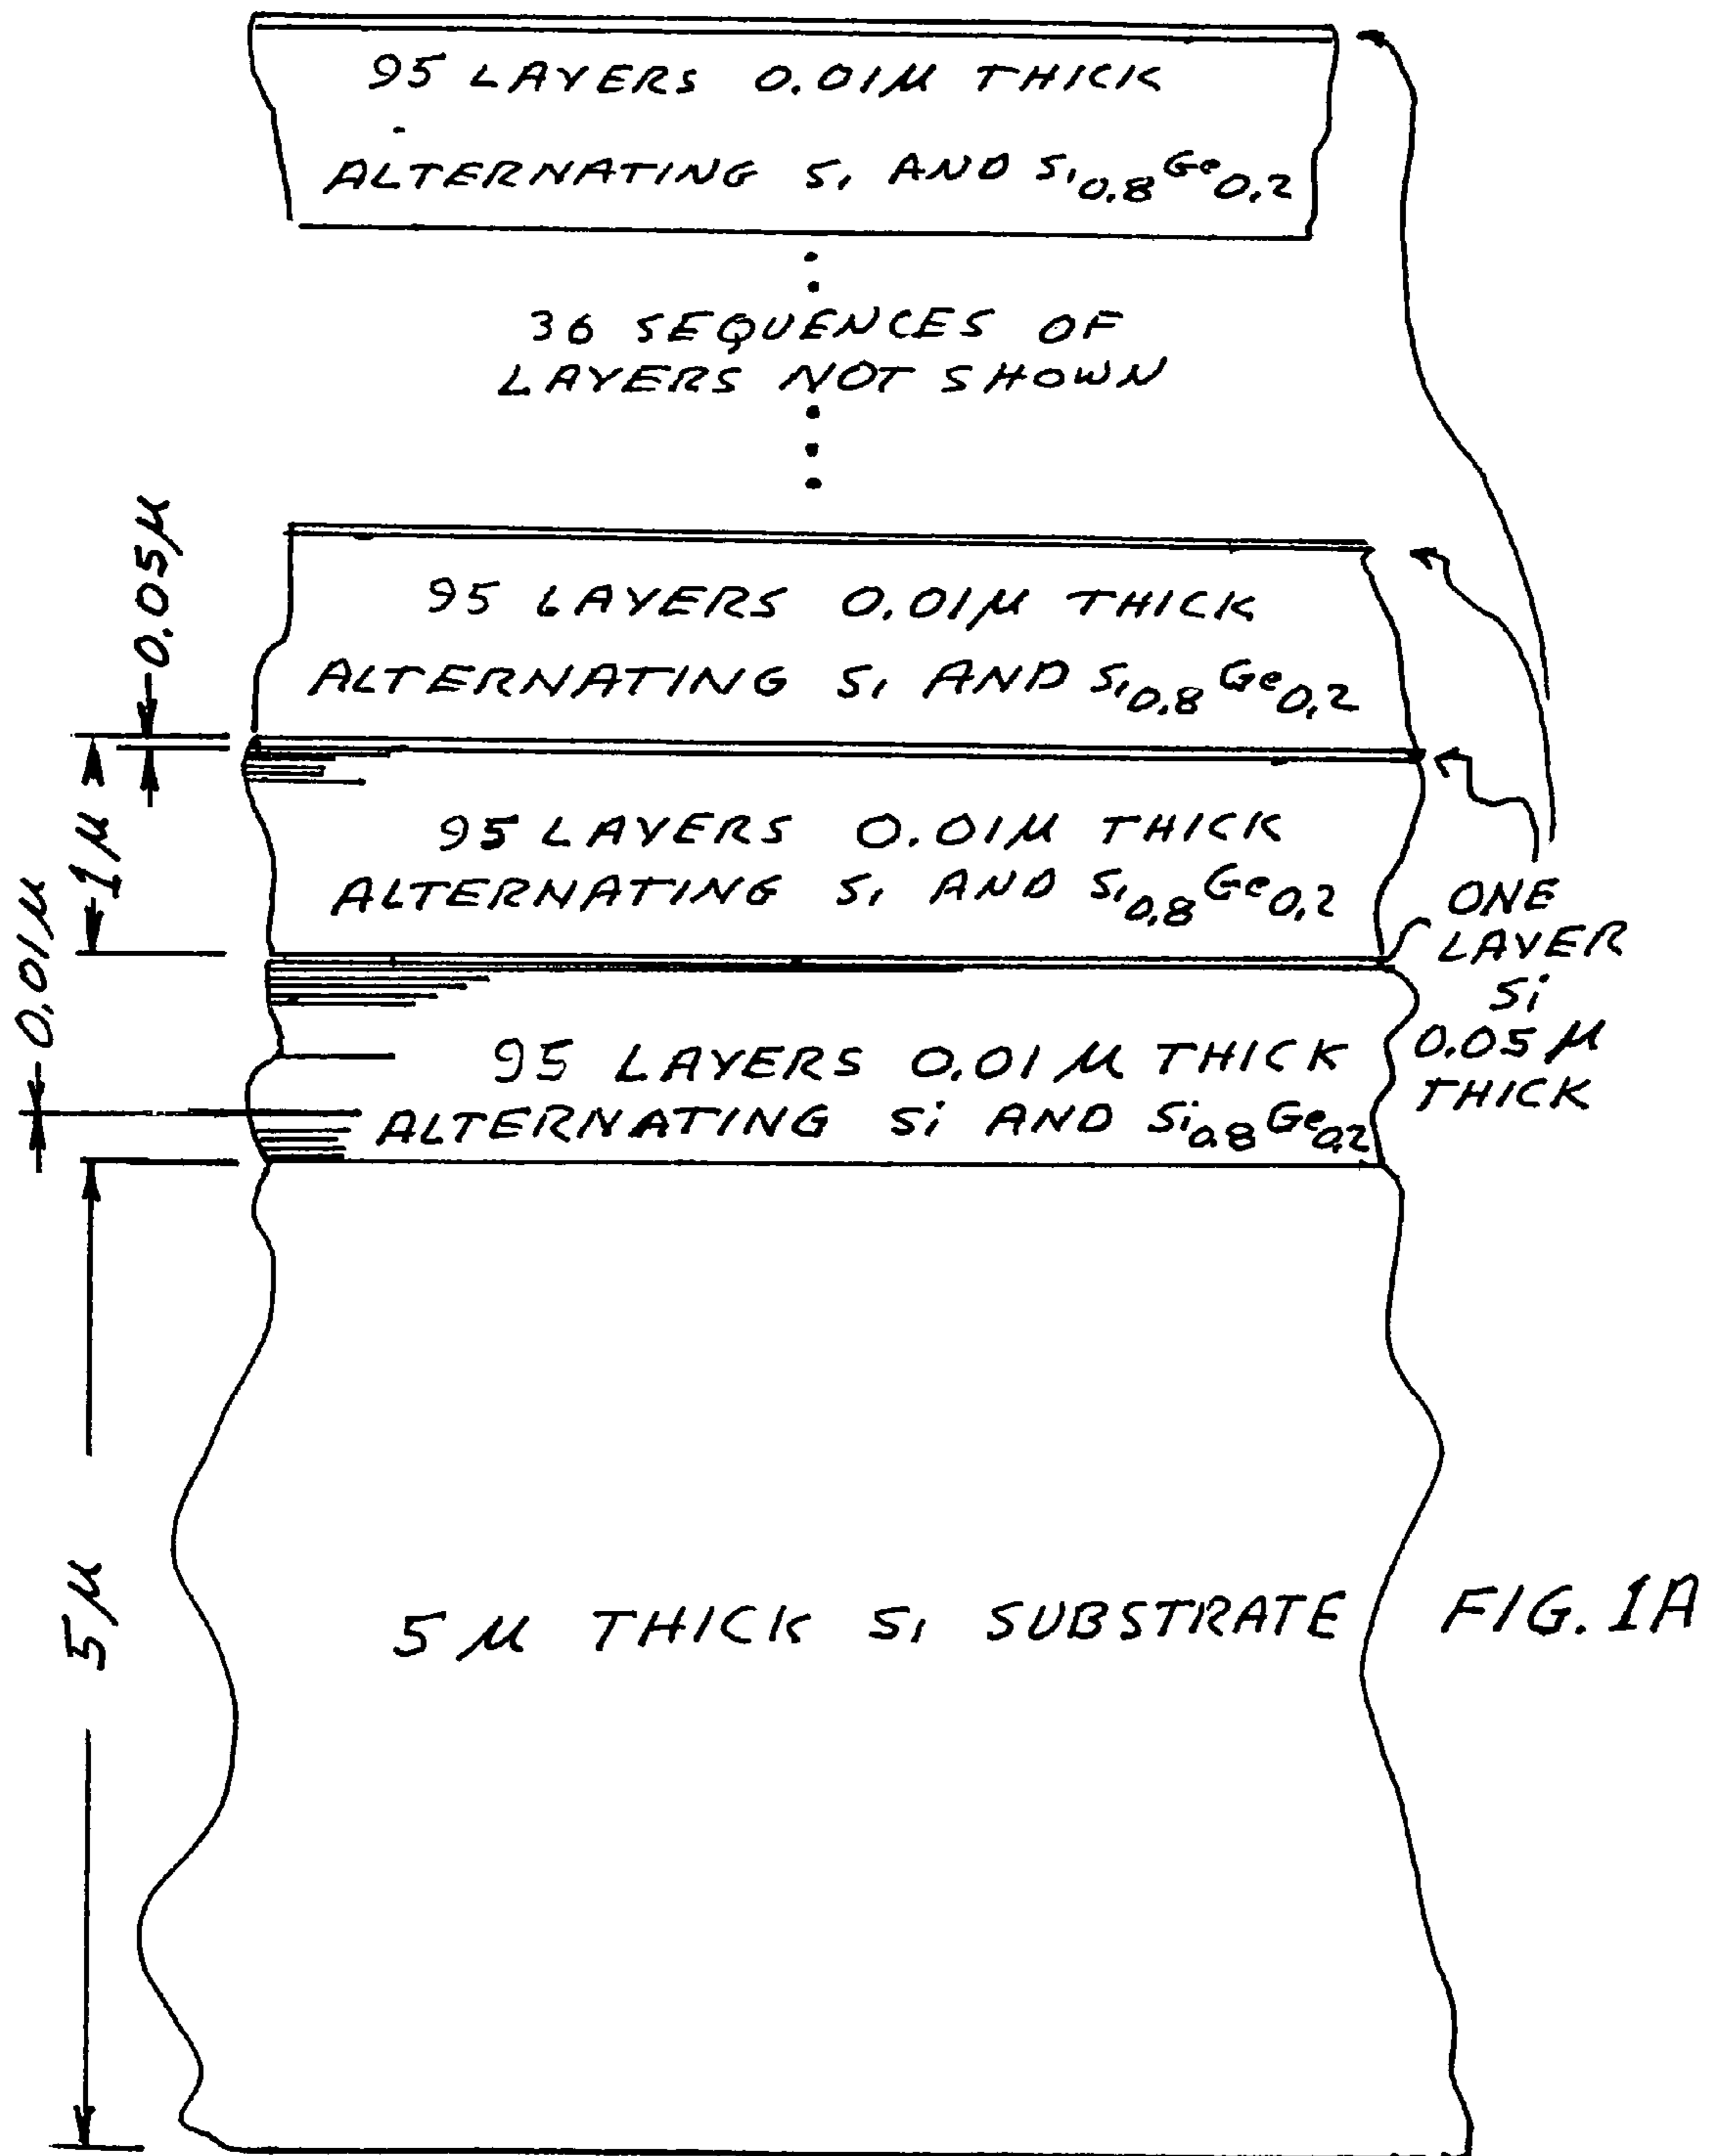 95 LAYERS 0.01µ THICK
ALTERNATING Si AND Si0.8Ge0.2
36 SEQUENCES OF
LAYERS NOT SHOWN
0.05µ
95 LAYERS 0.01µ THICK
ALTERNATING Si AND Si0.8Ge0.2
1µ
95 LAYERS 0.01µ THICK
ALTERNATING Si AND Si0.8Ge0.2
ONE
LAYER
Si
0.05µ
THICK
0.01µ
95 LAYERS 0.01µ THICK
ALTERNATING Si AND Si0.8Ge0.2
5µ
5µ THICK Si SUBSTRATE
FIG. 1A